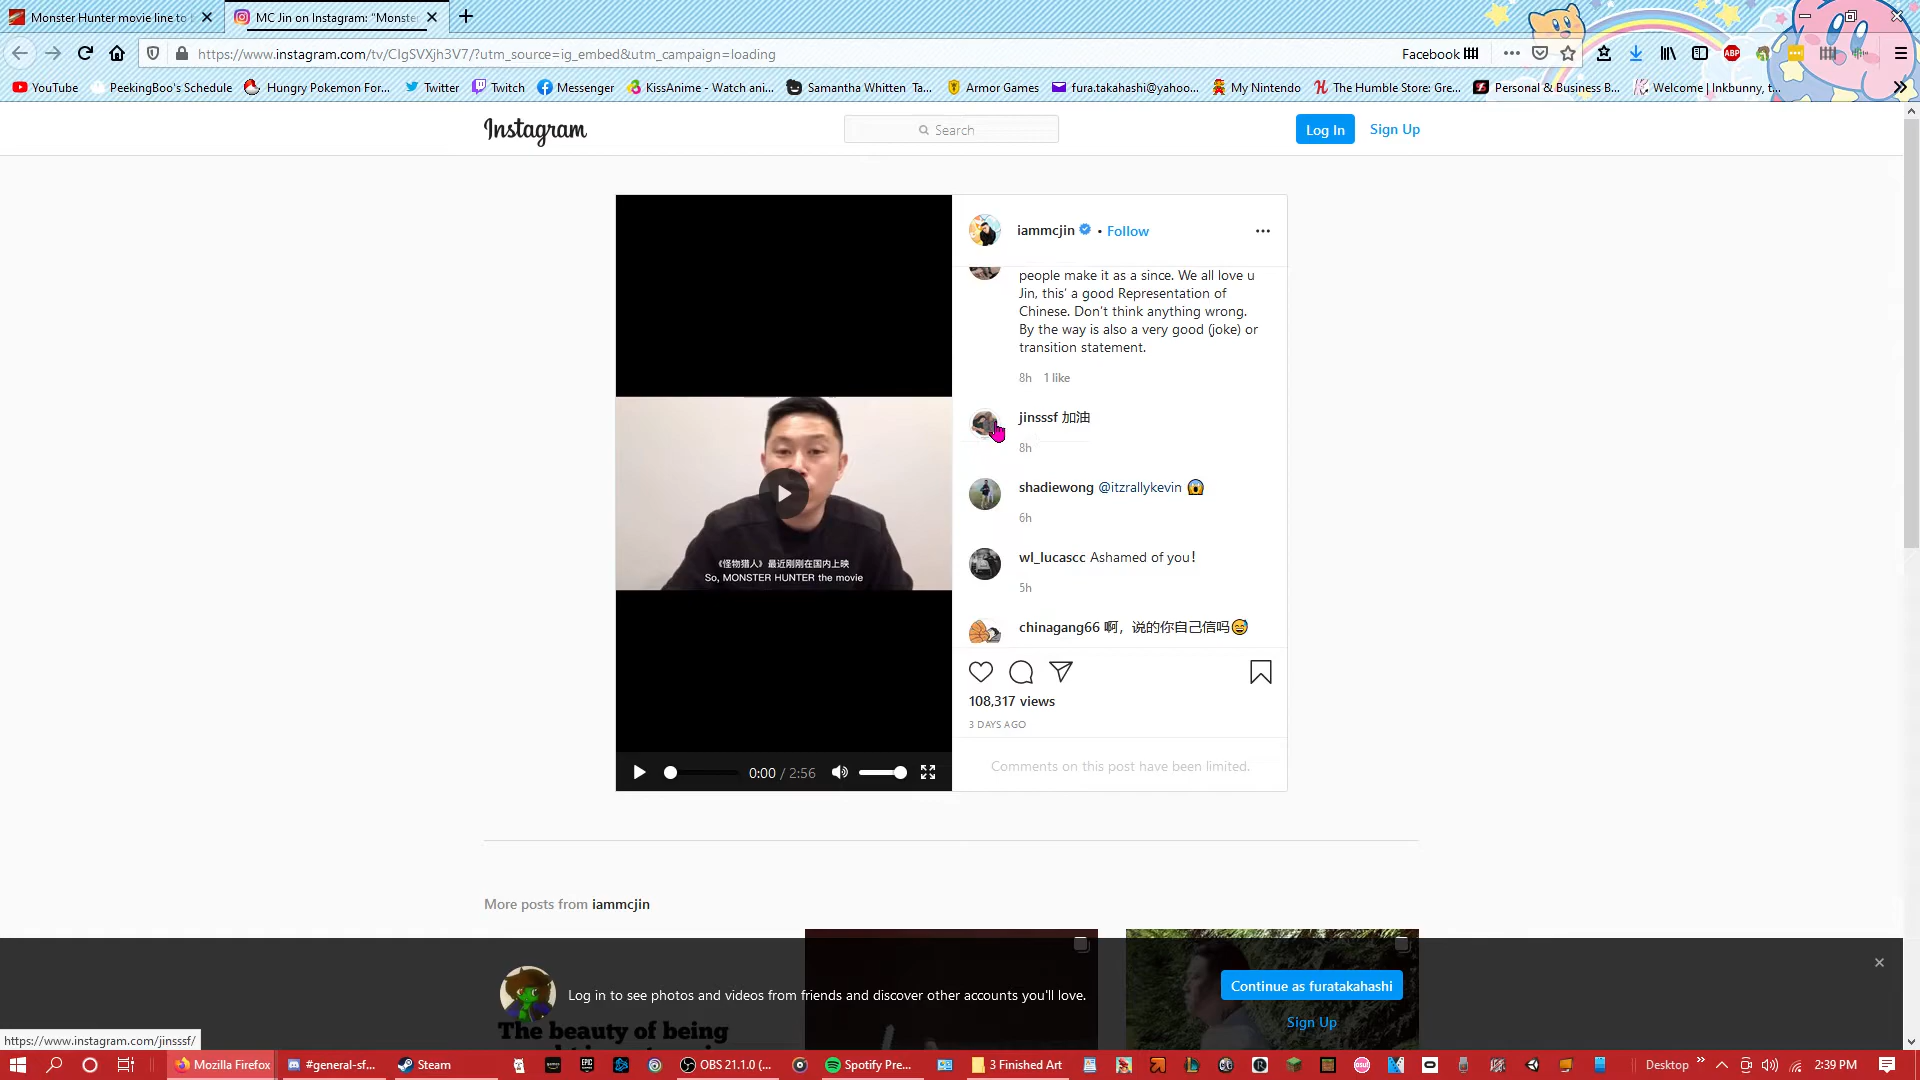 Monster Hunter movie line to
MC Jin on Instagram: "Monste
https://www.instagram.com/tv/CIgSVXjh3V7/?utm_source=ig_embed&utm_campaign=loading
Facebook
ABP
YouTube
PeekingBoo's Schedule
Hungry Pokemon For...
Twitter
Twitch
Messenger
KissAnime - Watch ani...
Samantha Whitten Ta...
Armor Games
fura.takahashi@yahoo...
My Nintendo
The Humble Store: Gre...
Personal & Business B...
Welcome | Inkbunny, t...
Instagram
Search
Log In
Sign Up
iammcjin • Follow
people make it as a since. We all love u
Jin, this' a good Representation of
Chinese. Don't think anything wrong.
By the way is also a very good (joke) or
transition statement.
8h 1 like
jinsssf 加油
8h
shadiewong @itzrallykevin 😱
6h
wl_lucascc Ashamed of you!
5h
chinagang66 啊，说的你自己信吗😅
《怪物猎人》最近刚刚在国内上映
So, MONSTER HUNTER the movie
108,317 views
3 DAYS AGO
0:00 / 2:56
Comments on this post have been limited.
More posts from iammcjin
Log in to see photos and videos from friends and discover other accounts you'll love.
Continue as furatakahashi
Sign Up
The beauty of being
https://www.instagram.com/jinsssf/
Mozilla Firefox
#general-sf...
Steam
OBS 21.1.0 (...
Spotify Pre...
3 Finished Art
Desktop
2:39 PM